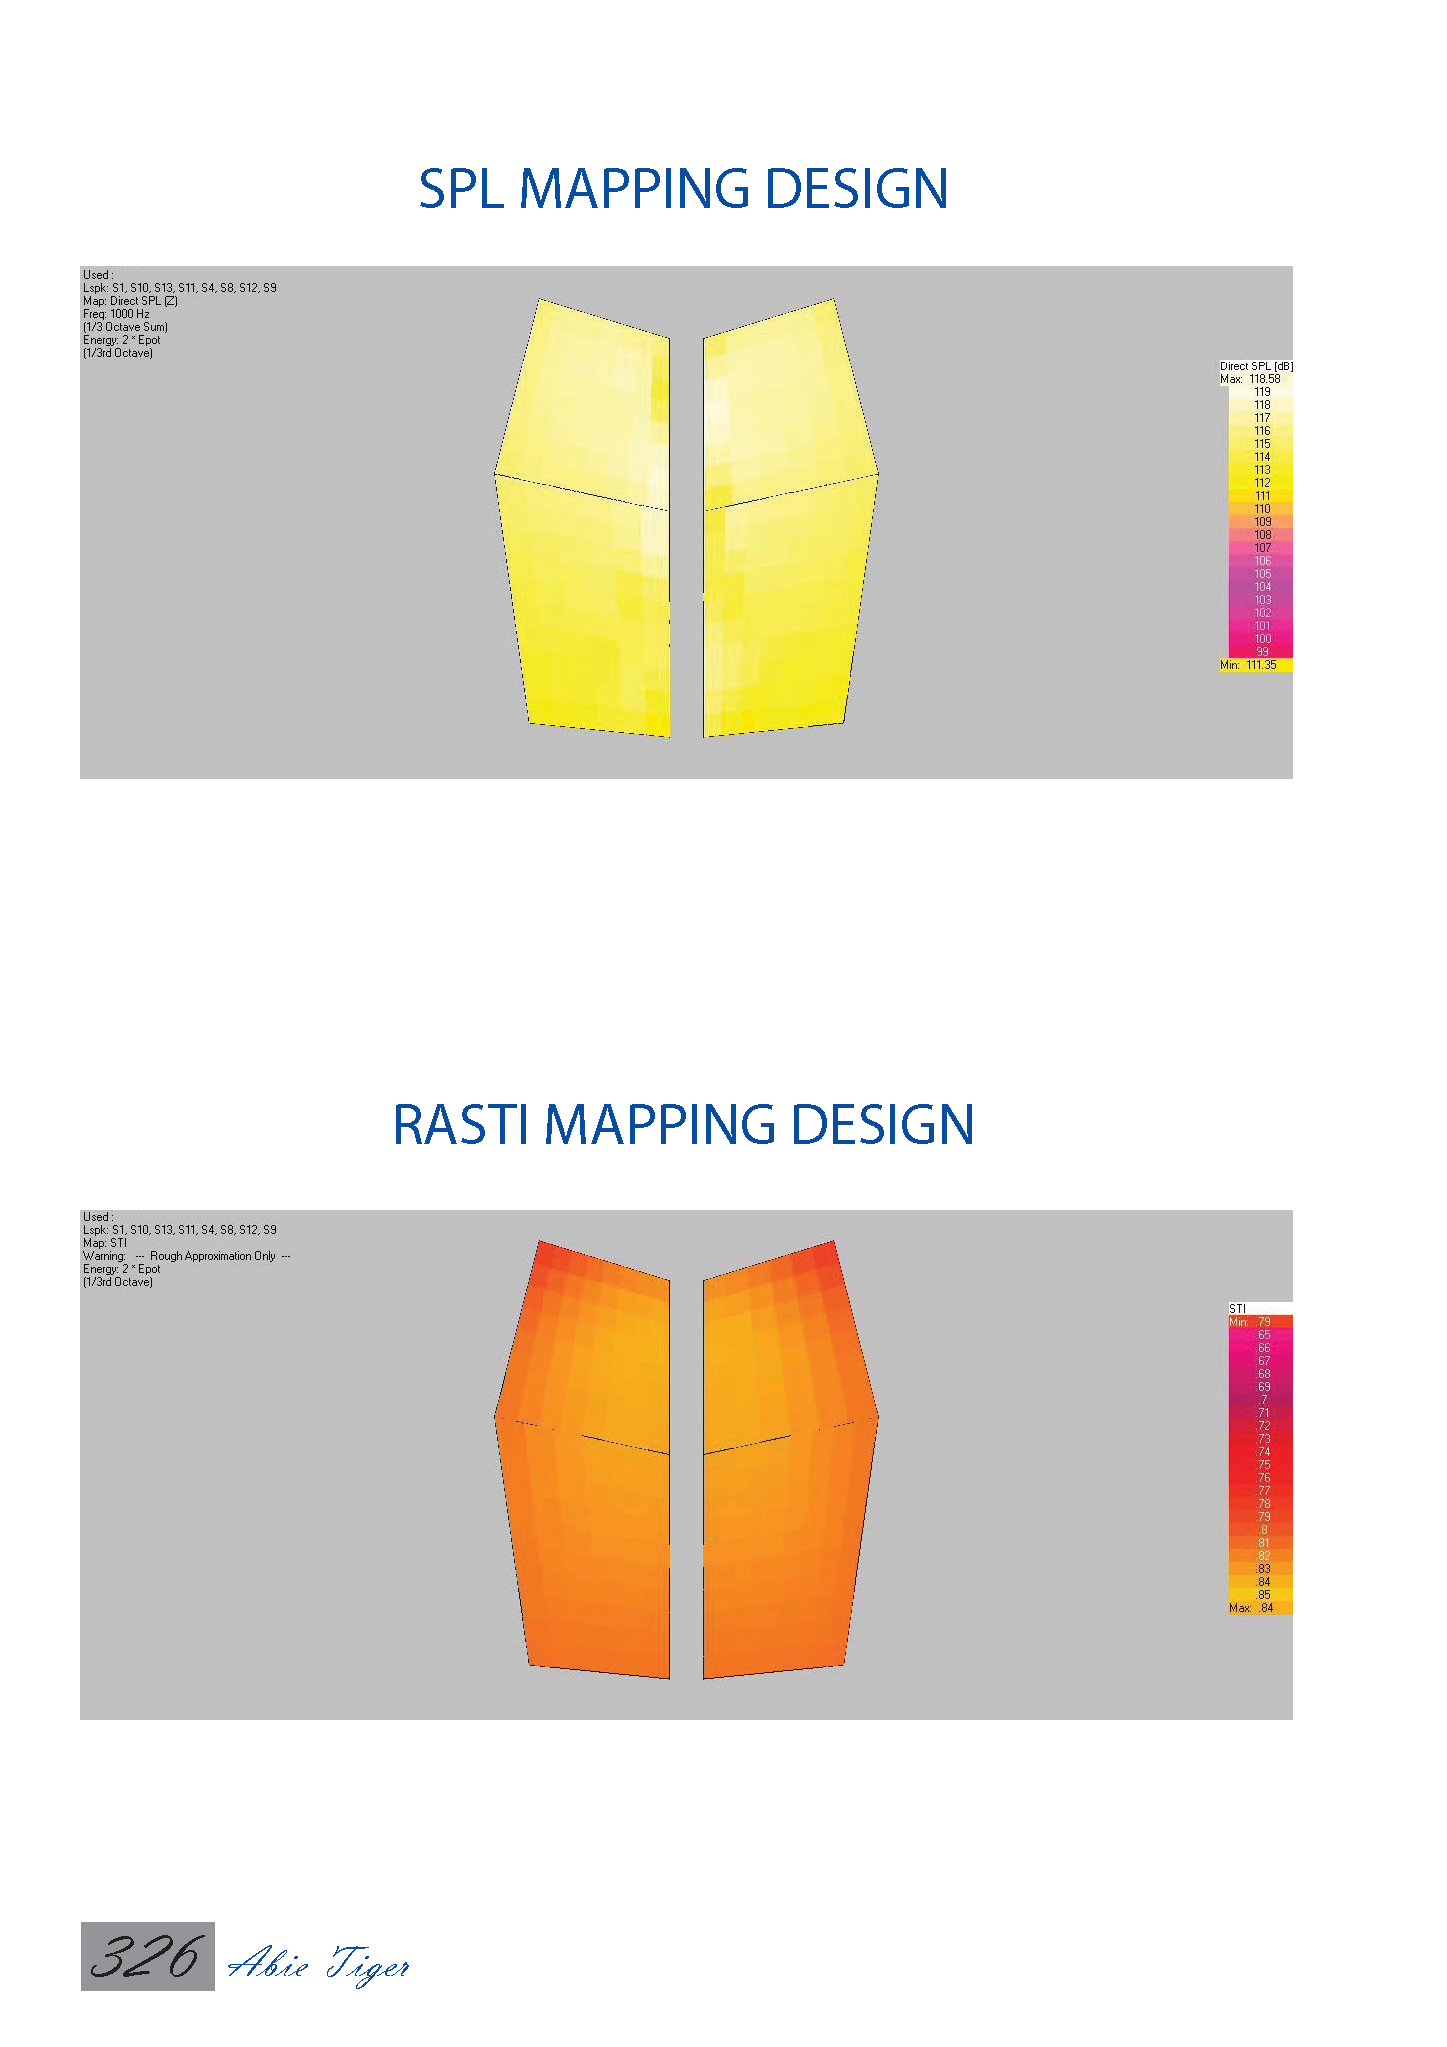 SPL MAPPING DESIGN
Used :
Lspk: S1, S10, S13, S11, S4, S8, S12, S9
Map: Direct SPL (Z)
Freq: 1000 Hz
(1/3 Octave Sum)
Energy: 2 * Epot
(1/3rd Octave)
Direct SPL [dB]
Max: 118.58
119
118
117
116
115
114
113
112
111
110
109
108
107
106
105
104
103
102
101
100
99
Min: 111.35
RASTI MAPPING DESIGN
Used :
Lspk: S1, S10, S13, S11, S4, S8, S12, S9
Map: STI
Warning: --- Rough Approximation Only ---
Energy: 2 * Epot
(1/3rd Octave)
STI
Min: .79
.65
.66
.67
.68
.69
.7
.71
.72
.73
.74
.75
.76
.77
.78
.79
.8
.81
.82
.83
.84
.85
Max: .84
326 Abie Tiger